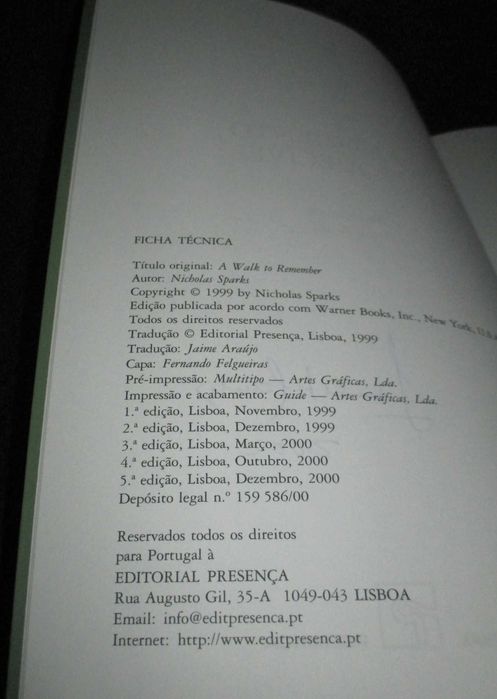 FICHA TÉCNICA
Título original: A Walk to Remember
Autor: Nicholas Sparks
Copyright © 1999 by Nicholas Sparks
Edição publicada por acordo com Warner Books, Inc., New York, U.S.A.
Todos os direitos reservados
Tradução © Editorial Presença, Lisboa, 1999
Tradução: Jaime Araújo
Capa: Fernando Felgueiras
Pré-impressão: Multitipo — Artes Gráficas, Lda.
Impressão e acabamento: Guide — Artes Gráficas, Lda.
1.ª edição, Lisboa, Novembro, 1999
2.ª edição, Lisboa, Dezembro, 1999
3.ª edição, Lisboa, Março, 2000
4.ª edição, Lisboa, Outubro, 2000
5.ª edição, Lisboa, Dezembro, 2000
Depósito legal n.º 159 586/00
Reservados todos os direitos
para Portugal à
EDITORIAL PRESENÇA
Rua Augusto Gil, 35-A 1049-043 LISBOA
Email: info@editpresenca.pt
Internet: http://www.editpresenca.pt